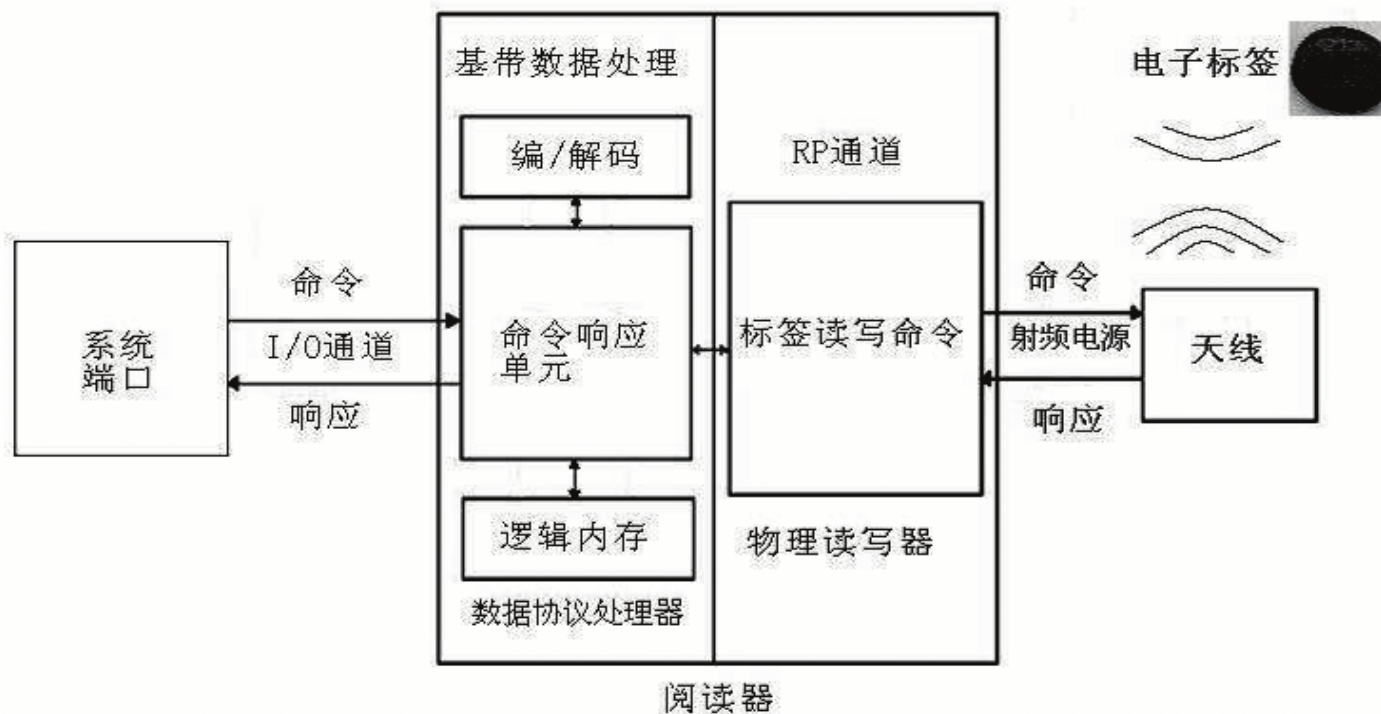 基带数据处理
电子标签
编/解码
RP通道
命令
系统
端口
I/O通道
命令响应
单元
标签读写命令
命令
射频电源
天线
响应
响应
逻辑内存
物理读写器
数据协议处理器
阅读器